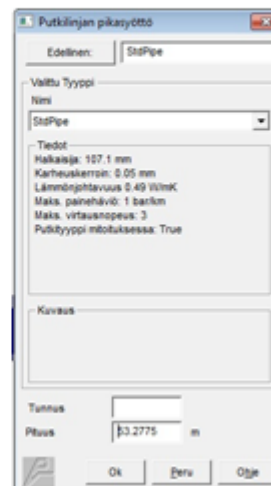 Putkilinjan pikasyöttö
Edellinen: StdPipe
Valittu Tyyppi
Nimi
StdPipe
Tiedot
Halkaisija: 107.1 mm
Karheuskerroin: 0.05 mm
Lämmönjohtavuus 0.49 W/mK
Maks. painehäviö: 1 bar/km
Maks. virtausnopeus: 3
Putkityyppi mitoituksessa: True
Kuvaus
Tunnus
Pituus 53.2775 m
Ok Peru Ohje